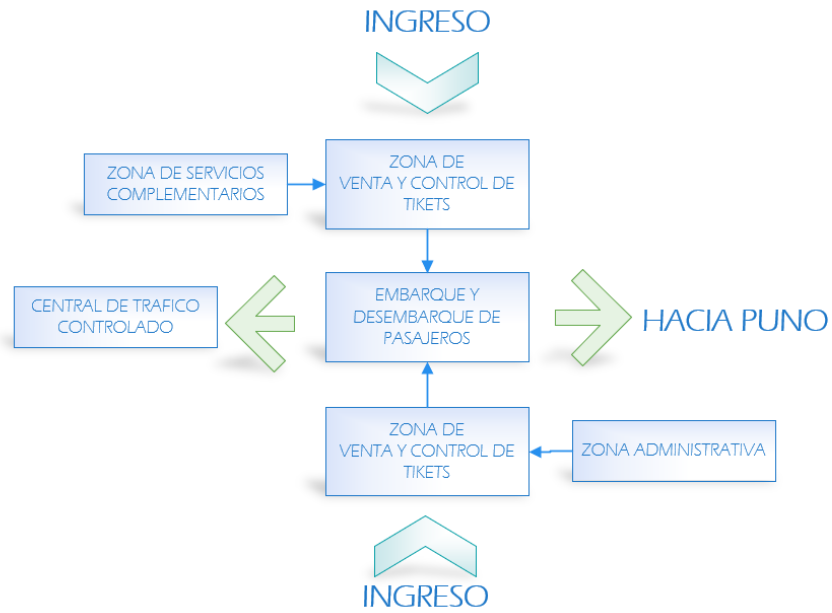 INGRESO
ZONA DE SERVICIOS
COMPLEMENTARIOS
ZONA DE
VENTA Y CONTROL DE
TIKETS
CENTRAL DE TRAFICO
CONTROLADO
EMBARQUE Y
DESEMBARQUE DE
PASAJEROS
HACIA PUNO
ZONA DE
VENTA Y CONTROL DE
TIKETS
ZONA ADMINISTRATIVA
INGRESO